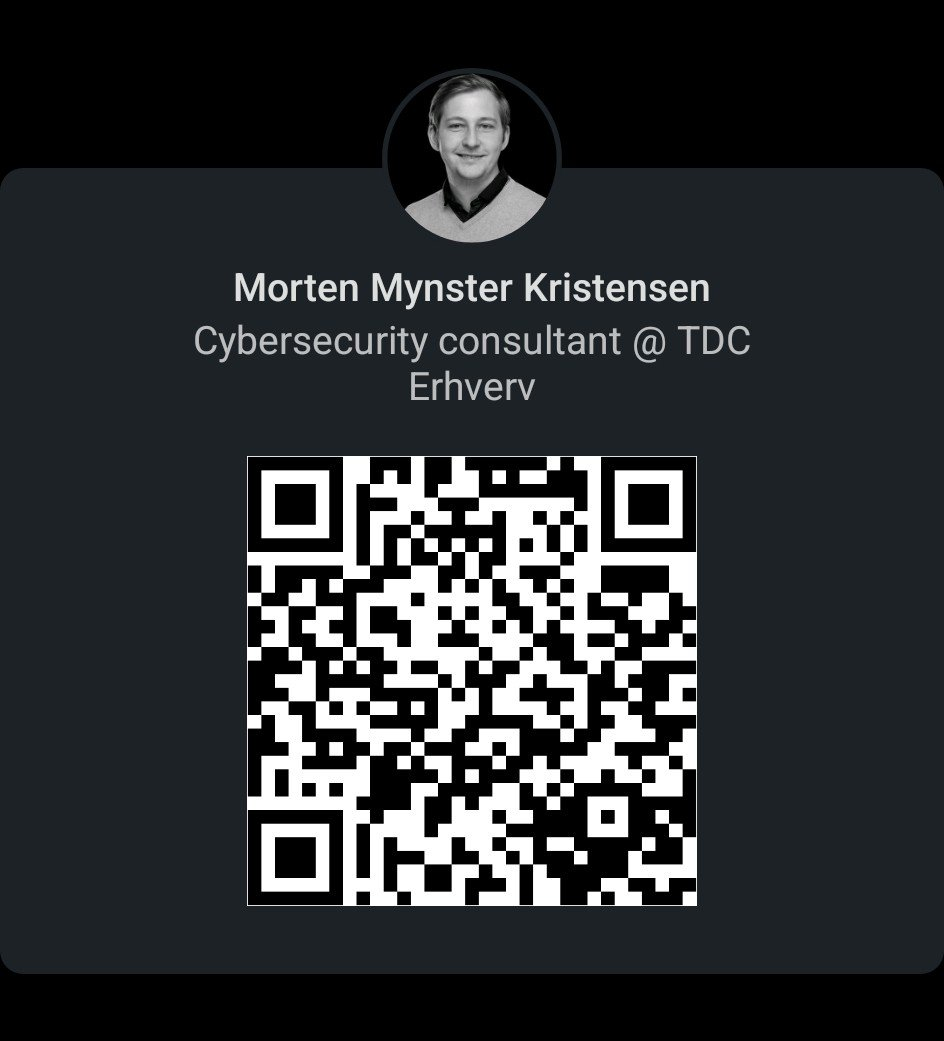 Morten Mynster Kristensen
Cybersecurity consultant @ TDC
Erhverv